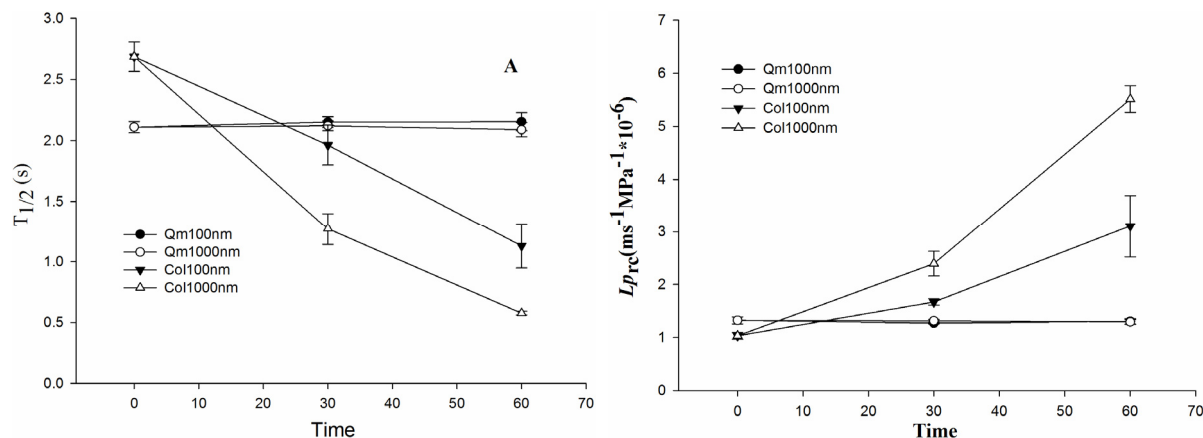 3.0
2.5
2.0
1.5
1.0
0.5
0.0
T1/2 (s)
A
Qm100nm
Qm1000nm
Col100nm
Col1000nm
0 10 20 30 40 50 60 70
Time
7
6
5
4
3
2
1
0
Lprc(ms-1MPa-1*10-6)
Qm100nm
Qm1000nm
Col100nm
Col1000nm
0 10 20 30 40 50 60 70
Time